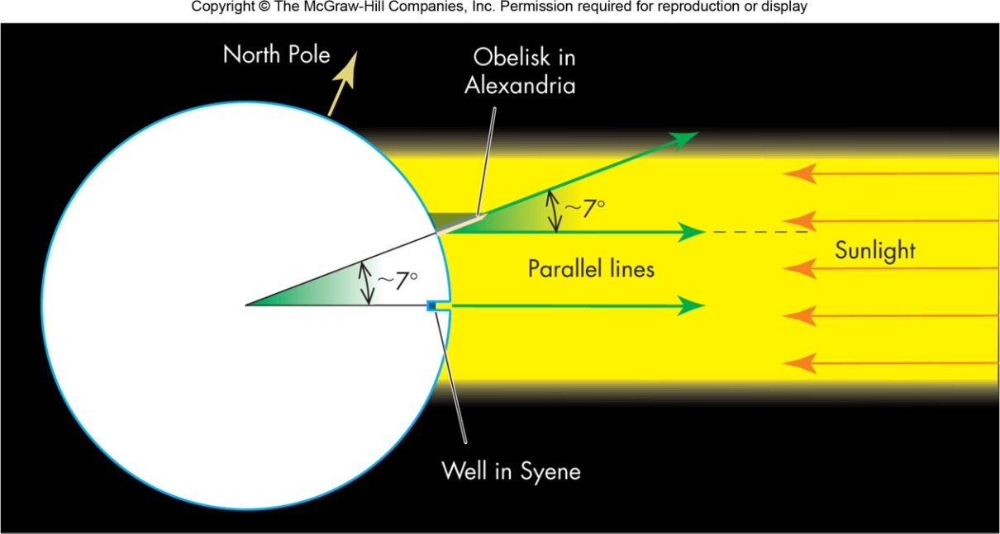 Copyright © The McGraw-Hill Companies, Inc. Permission required for reproduction or display
North Pole
Obelisk in
Alexandria
~7°
Sunlight
Parallel lines
~7°
Well in Syene